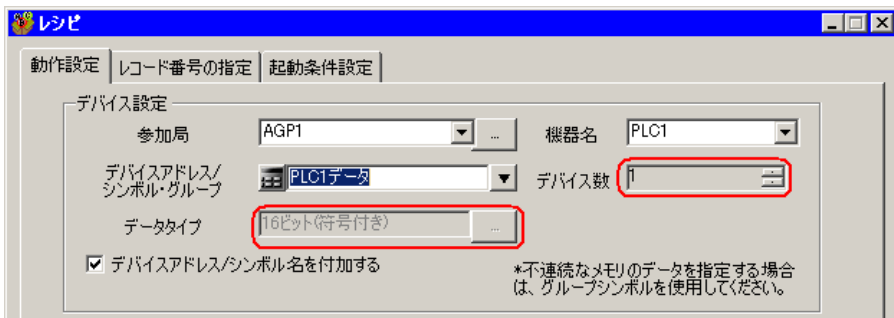 レシピ
動作設定 レコード番号の指定 起動条件設定
デバイス設定
参加局 AGP1 ... 機器名 PLC1
デバイスアドレス/
シンボル・グループ PLC1データ デバイス数 1
データタイプ 16ビット(符号付き) ...
デバイスアドレス/シンボル名を付加する
*不連続なメモリのデータを指定する場合
は、グループシンボルを使用してください。